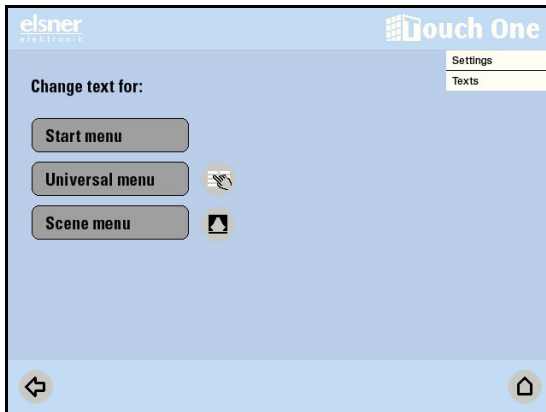 elsner
elektronik
Touch One
Settings
Texts
Change text for:
Start menu
Universal menu
Scene menu